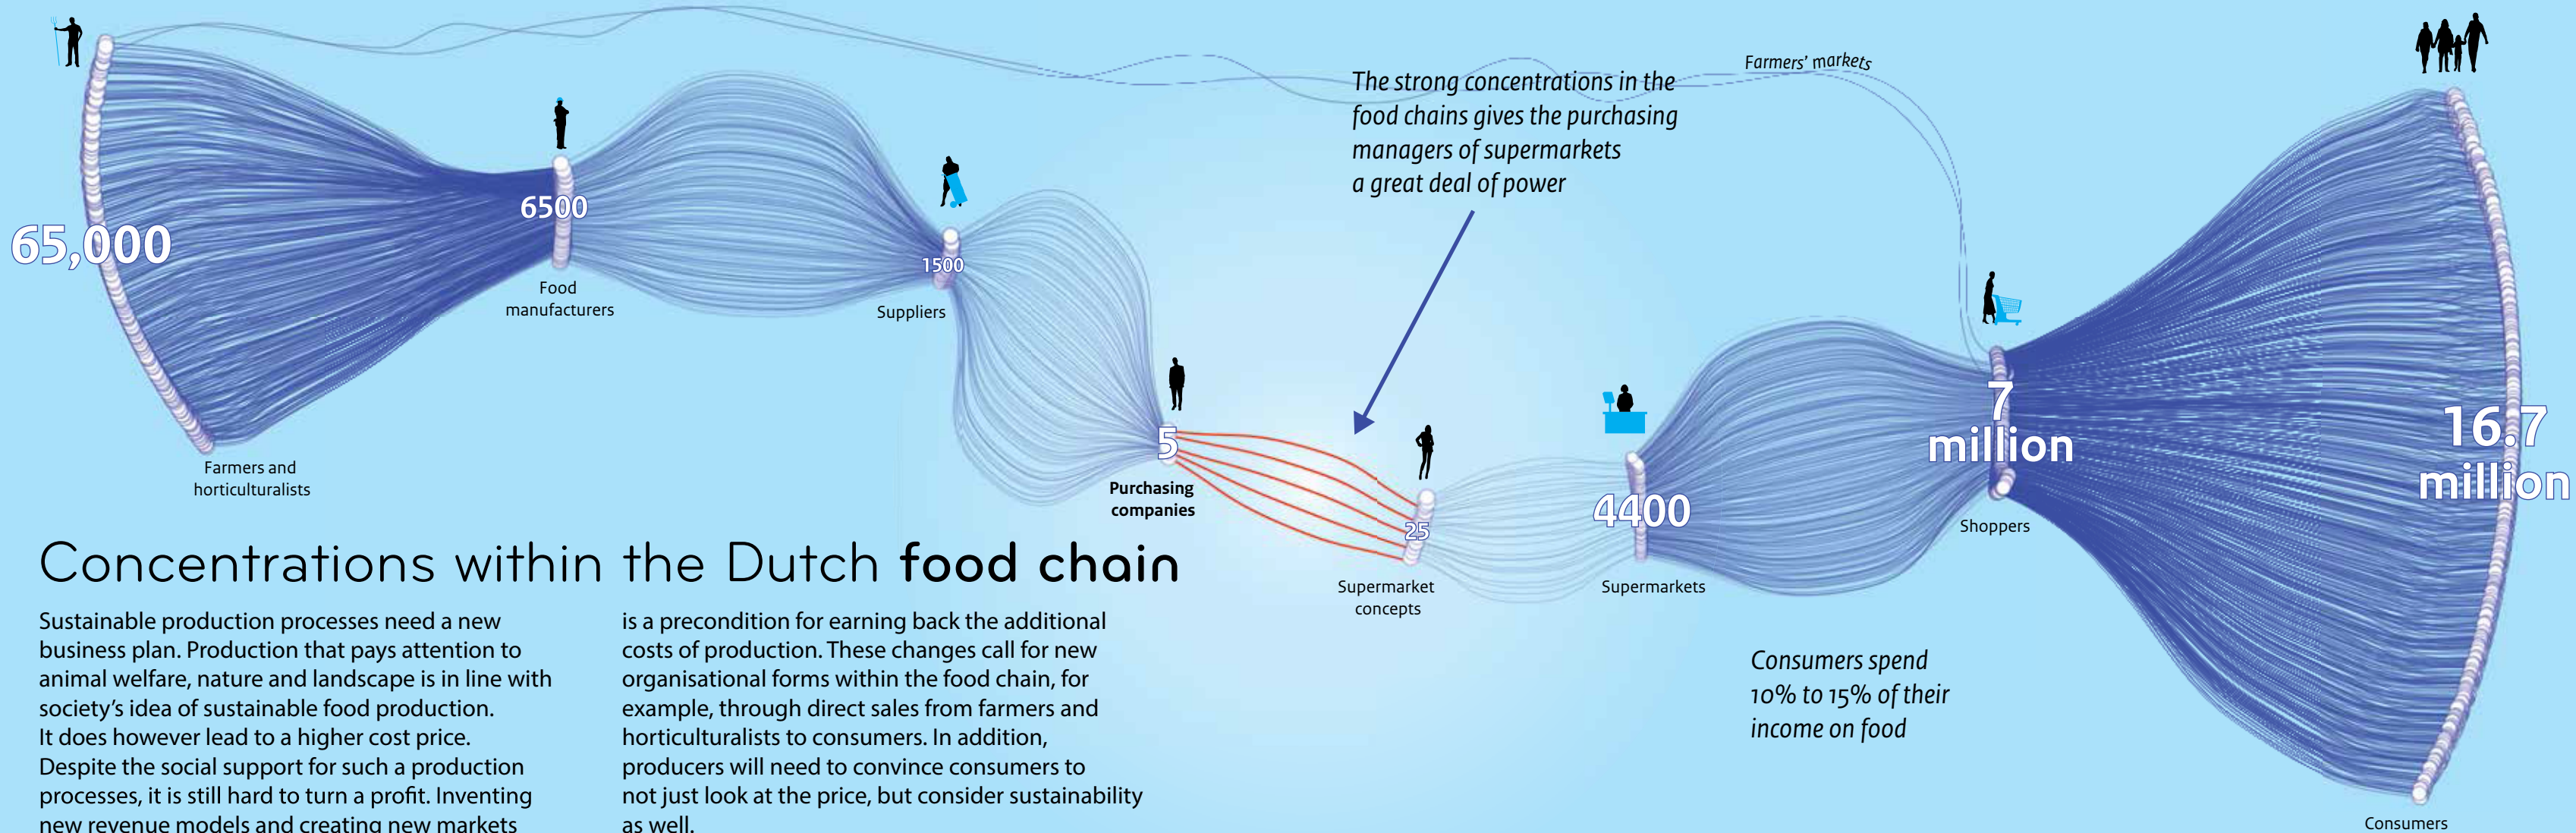 Farmers' markets
The strong concentrations in the
food chains gives the purchasing
managers of supermarkets
a great deal of power
65,000
Farmers and
horticulturalists
6500
Food
manufacturers
1500
Suppliers
5
Purchasing
companies
25
Supermarket
concepts
4400
Supermarkets
7
million
Shoppers
16.7
million
Consumers
Consumers spend
10% to 15% of their
income on food
Concentrations within the Dutch food chain
Sustainable production processes need a new
business plan. Production that pays attention to
animal welfare, nature and landscape is in line with
society's idea of sustainable food production.
It does however lead to a higher cost price.
Despite the social support for such a production
processes, it is still hard to turn a profit. Inventing
new revenue models and creating new markets
is a precondition for earning back the additional
costs of production. These changes call for new
organisational forms within the food chain, for
example, through direct sales from farmers and
horticulturalists to consumers. In addition,
producers will need to convince consumers to
not just look at the price, but consider sustainability
as well.